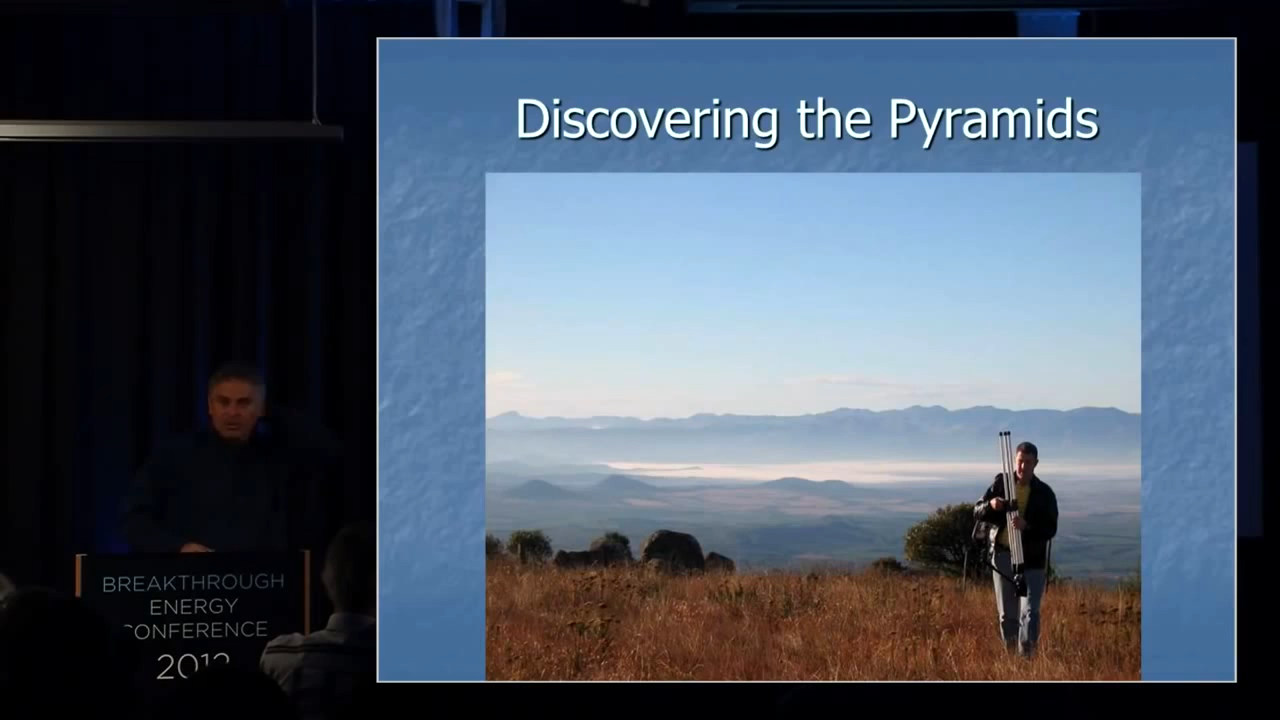 Discovering the Pyramids
BREAKTHROUGH
ENERGY
CONFERENCE